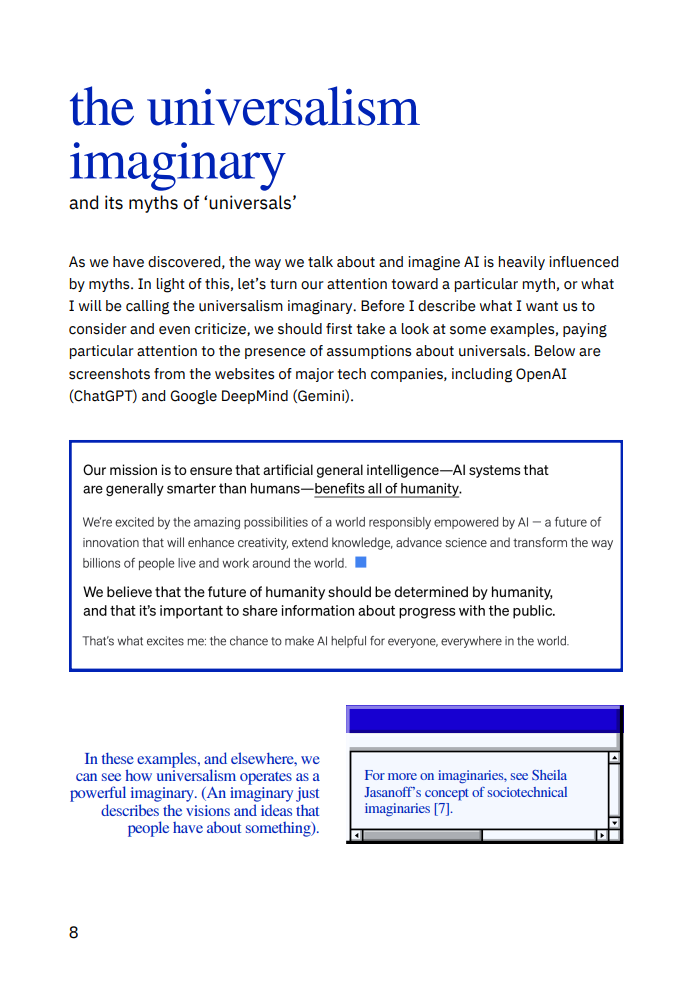 the universalism
imaginary
and its myths of ‘universals’
As we have discovered, the way we talk about and imagine AI is heavily influenced
by myths. In light of this, let’s turn our attention toward a particular myth, or what
I will be calling the universalism imaginary. Before I describe what I want us to
consider and even criticize, we should first take a look at some examples, paying
particular attention to the presence of assumptions about universals. Below are
screenshots from the websites of major tech companies, including OpenAI
(ChatGPT) and Google DeepMind (Gemini).
Our mission is to ensure that artificial general intelligence—AI systems that
are generally smarter than humans—benefits all of humanity.
We’re excited by the amazing possibilities of a world responsibly empowered by AI — a future of
innovation that will enhance creativity, extend knowledge, advance science and transform the way
billions of people live and work around the world.
We believe that the future of humanity should be determined by humanity,
and that it’s important to share information about progress with the public.
That’s what excites me: the chance to make AI helpful for everyone, everywhere in the world.
In these examples, and elsewhere, we
can see how universalism operates as a
powerful imaginary. (An imaginary just
describes the visions and ideas that
people have about something).
For more on imaginaries, see Sheila
Jasanoff’s concept of sociotechnical
imaginaries [7].
8